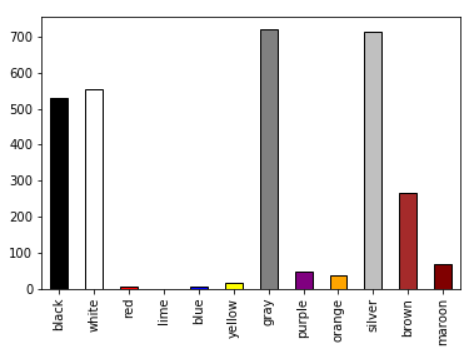 700
600
500
400
300
200
100
0
black
white
red
lime
blue
yellow
gray
purple
orange
silver
brown
maroon